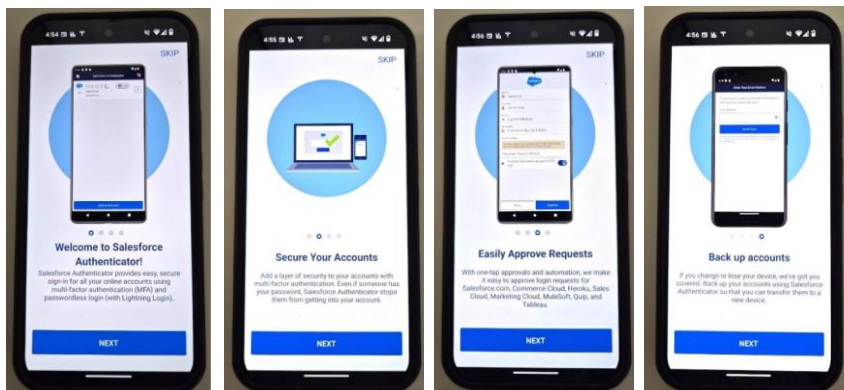 4:54
SKIP
Welcome to Salesforce
Authenticator!
Salesforce Authenticator provides easy, secure
sign-in for all your online accounts using
multi-factor authentication (MFA) and
passwordless login (with Lightning Login).
NEXT
4:55
SKIP
Secure Your Accounts
Add a layer of security to your accounts with
multi-factor authentication. Even if someone has
your password, Salesforce Authenticator stops
them from getting into your account.
NEXT
4:56
SKIP
Easily Approve Requests
With one-tap approvals and automation, we make
it easy to approve login requests for
Salesforce.com, Commerce Cloud, Heroku, Sales
Cloud, Marketing Cloud, MuleSoft, Quip, and
Tableau.
NEXT
4:56
Back up accounts
If you change or lose your device, we've got you
covered. Back up your accounts using Salesforce
Authenticator so that you can transfer them to a
new device.
NEXT